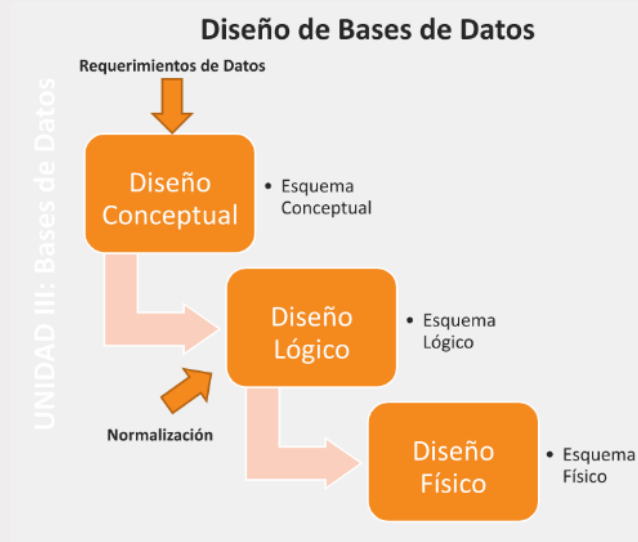 Diseño de Bases de Datos
Requerimientos de Datos
UNIDAD III: Bases de Datos
Diseño
Conceptual
• Esquema
Conceptual
Diseño
Lógico
• Esquema
Lógico
Normalización
Diseño
Físico
• Esquema
Físico